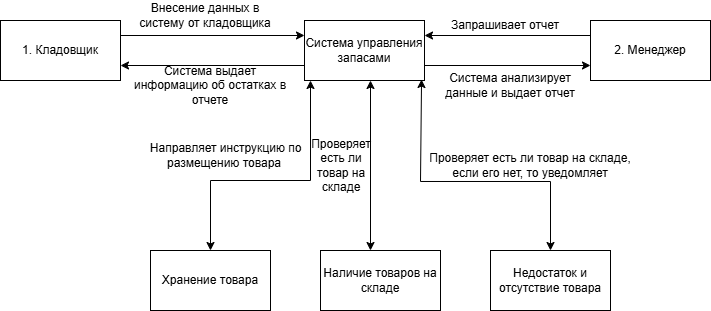 Внесение данных в
систему от кладовщика
Запрашивает отчет
1. Кладовщик
Система управления
запасами
2. Менеджер
Система выдает
информацию об остатках в
отчете
Система анализирует
данные и выдает отчет
Направляет инструкцию по
размещению товара
Проверяет
есть ли
товар на
складе
Проверяет есть ли товар на складе,
если его нет, то уведомляет
Хранение товара
Наличие товаров на
складе
Недостаток и
отсутствие товара